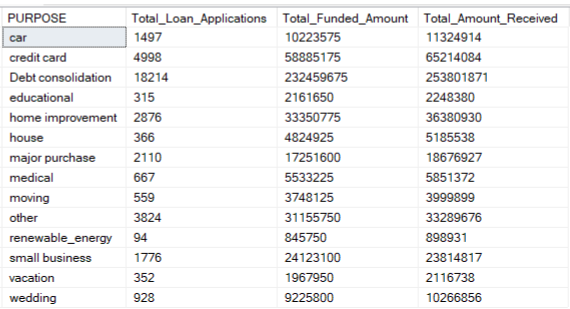 PURPOSE Total_Loan_Applications Total_Funded_Amount Total_Amount_Received
car 1497 10223575 11324914
credit card 4998 58885175 65214084
Debt consolidation 18214 232459675 253801871
educational 315 2161650 2248380
home improvement 2876 33350775 36380930
house 366 4824925 5185538
major purchase 2110 17251600 18676927
medical 667 5533225 5851372
moving 559 3748125 3999899
other 3824 31155750 33289676
renewable_energy 94 845750 898931
small business 1776 24123100 23814817
vacation 352 1967950 2116738
wedding 928 9225800 10266856